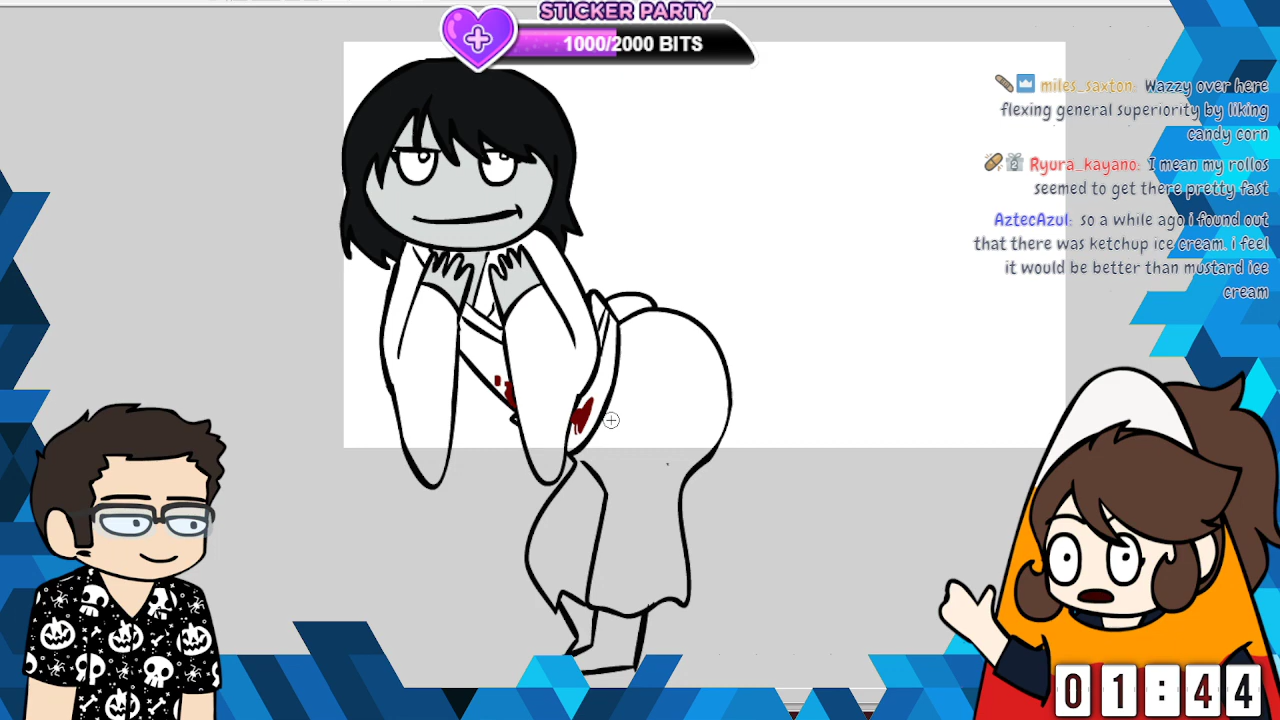 STICKER PARTY
1000/2000 BITS
miles_saxton: Wazzy over here
flexing general superiority by liking
candy corn
2
Ryura_kayano: I mean my rollos
seemed to get there pretty fast
AztecAzul: so a while ago i found out
that there was ketchup ice cream. i feel
it would be better than mustard ice
cream
01:44